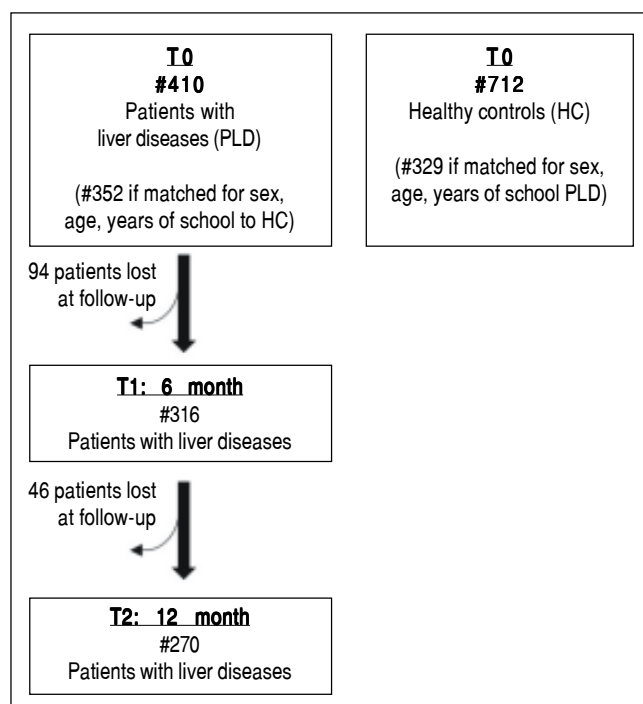 T0
#410
Patients with
liver diseases (PLD)
(#352 if matched for sex,
age, years of school to HC)
T0
#712
Healthy controls (HC)
(#329 if matched for sex,
age, years of school PLD)
94 patients lost
at follow-up
T1: 6 month
#316
Patients with liver diseases
46 patients lost
at follow-up
T2: 12 month
#270
Patients with liver diseases